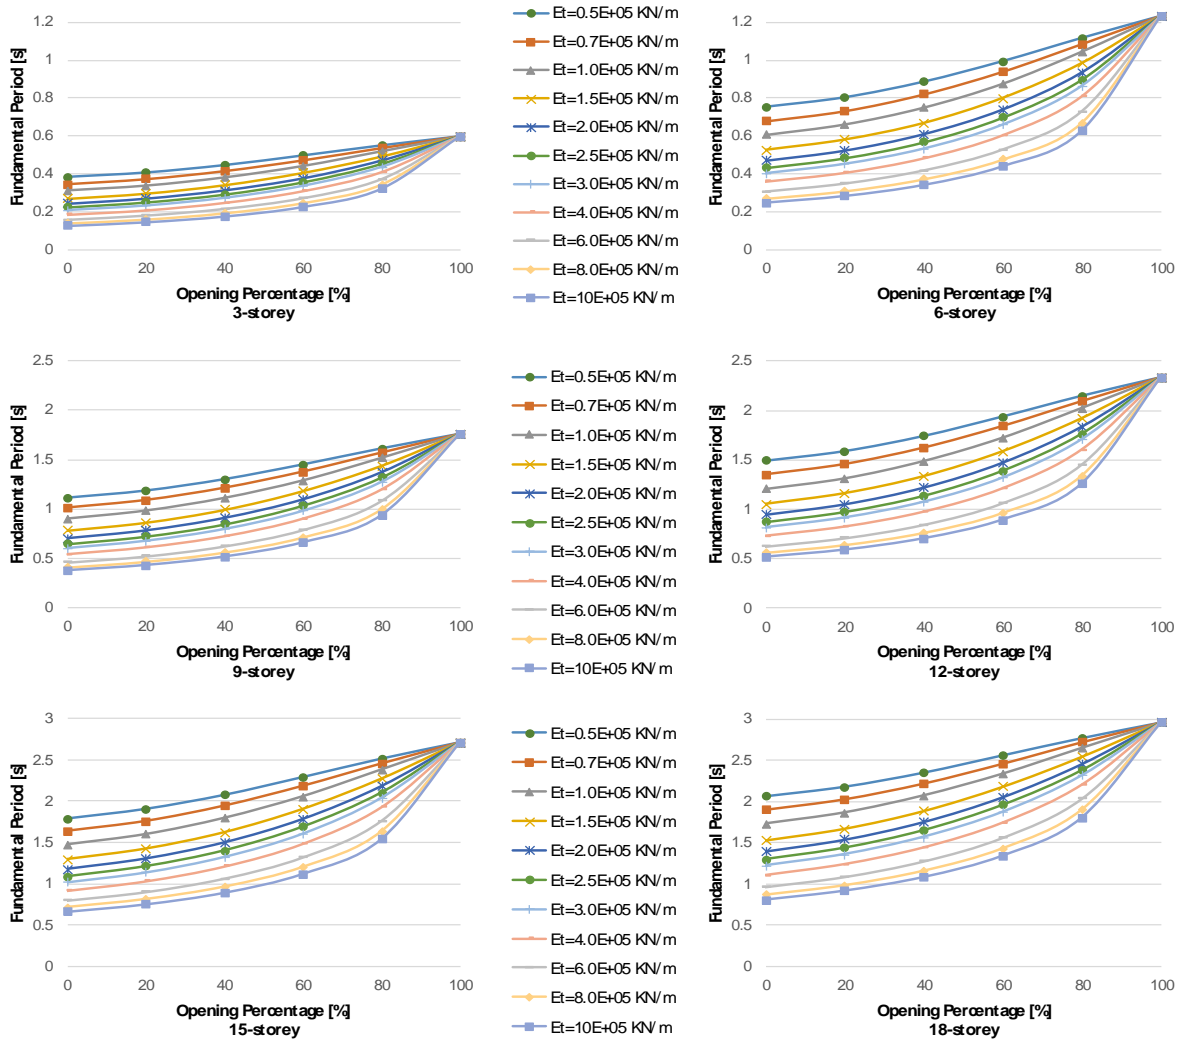 Fundamental Period [s]
1.2
1
0.8
0.6
0.4
0.2
0
0 20 40 60 80 100
Opening Percentage [%]
3-storey
Et=0.5E+05 KN/m
Et=0.7E+05 KN/m
Et=1.0E+05 KN/m
Et=1.5E+05 KN/m
Et=2.0E+05 KN/m
Et=2.5E+05 KN/m
Et=3.0E+05 KN/m
Et=4.0E+05 KN/m
Et=6.0E+05 KN/m
Et=8.0E+05 KN/m
Et=10E+05 KN/m
Fundamental Period [s]
1.2
1
0.8
0.6
0.4
0.2
0
0 20 40 60 80 100
Opening Percentage [%]
6-storey
Fundamental Period [s]
2.5
2
1.5
1
0.5
0
0 20 40 60 80 100
Opening Percentage [%]
9-storey
Et=0.5E+05 KN/m
Et=0.7E+05 KN/m
Et=1.0E+05 KN/m
Et=1.5E+05 KN/m
Et=2.0E+05 KN/m
Et=2.5E+05 KN/m
Et=3.0E+05 KN/m
Et=4.0E+05 KN/m
Et=6.0E+05 KN/m
Et=8.0E+05 KN/m
Et=10E+05 KN/m
Fundamental Period [s]
2.5
2
1.5
1
0.5
0
0 20 40 60 80 100
Opening Percentage [%]
12-storey
Fundamental Period [s]
3
2.5
2
1.5
1
0.5
0
0 20 40 60 80 100
Opening Percentage [%]
15-storey
Et=0.5E+05 KN/m
Et=0.7E+05 KN/m
Et=1.0E+05 KN/m
Et=1.5E+05 KN/m
Et=2.0E+05 KN/m
Et=2.5E+05 KN/m
Et=3.0E+05 KN/m
Et=4.0E+05 KN/m
Et=6.0E+05 KN/m
Et=8.0E+05 KN/m
Et=10E+05 KN/m
Fundamental Period [s]
3
2.5
2
1.5
1
0.5
0
0 20 40 60 80 100
Opening Percentage [%]
18-storey